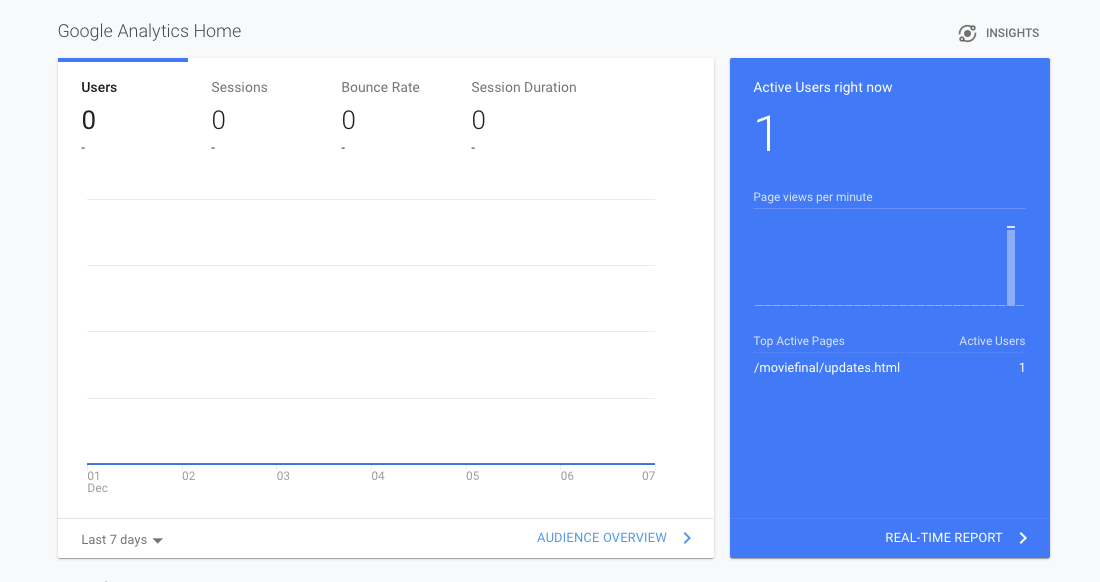 Google Analytics Home
INSIGHTS
Users Sessions Bounce Rate Session Duration
0 0 0 0
- - - -
01 02 03 04 05 06 07
Dec
Last 7 days
AUDIENCE OVERVIEW
Active Users right now
1
Page views per minute
Top Active Pages Active Users
/moviefinal/updates.html 1
REAL-TIME REPORT